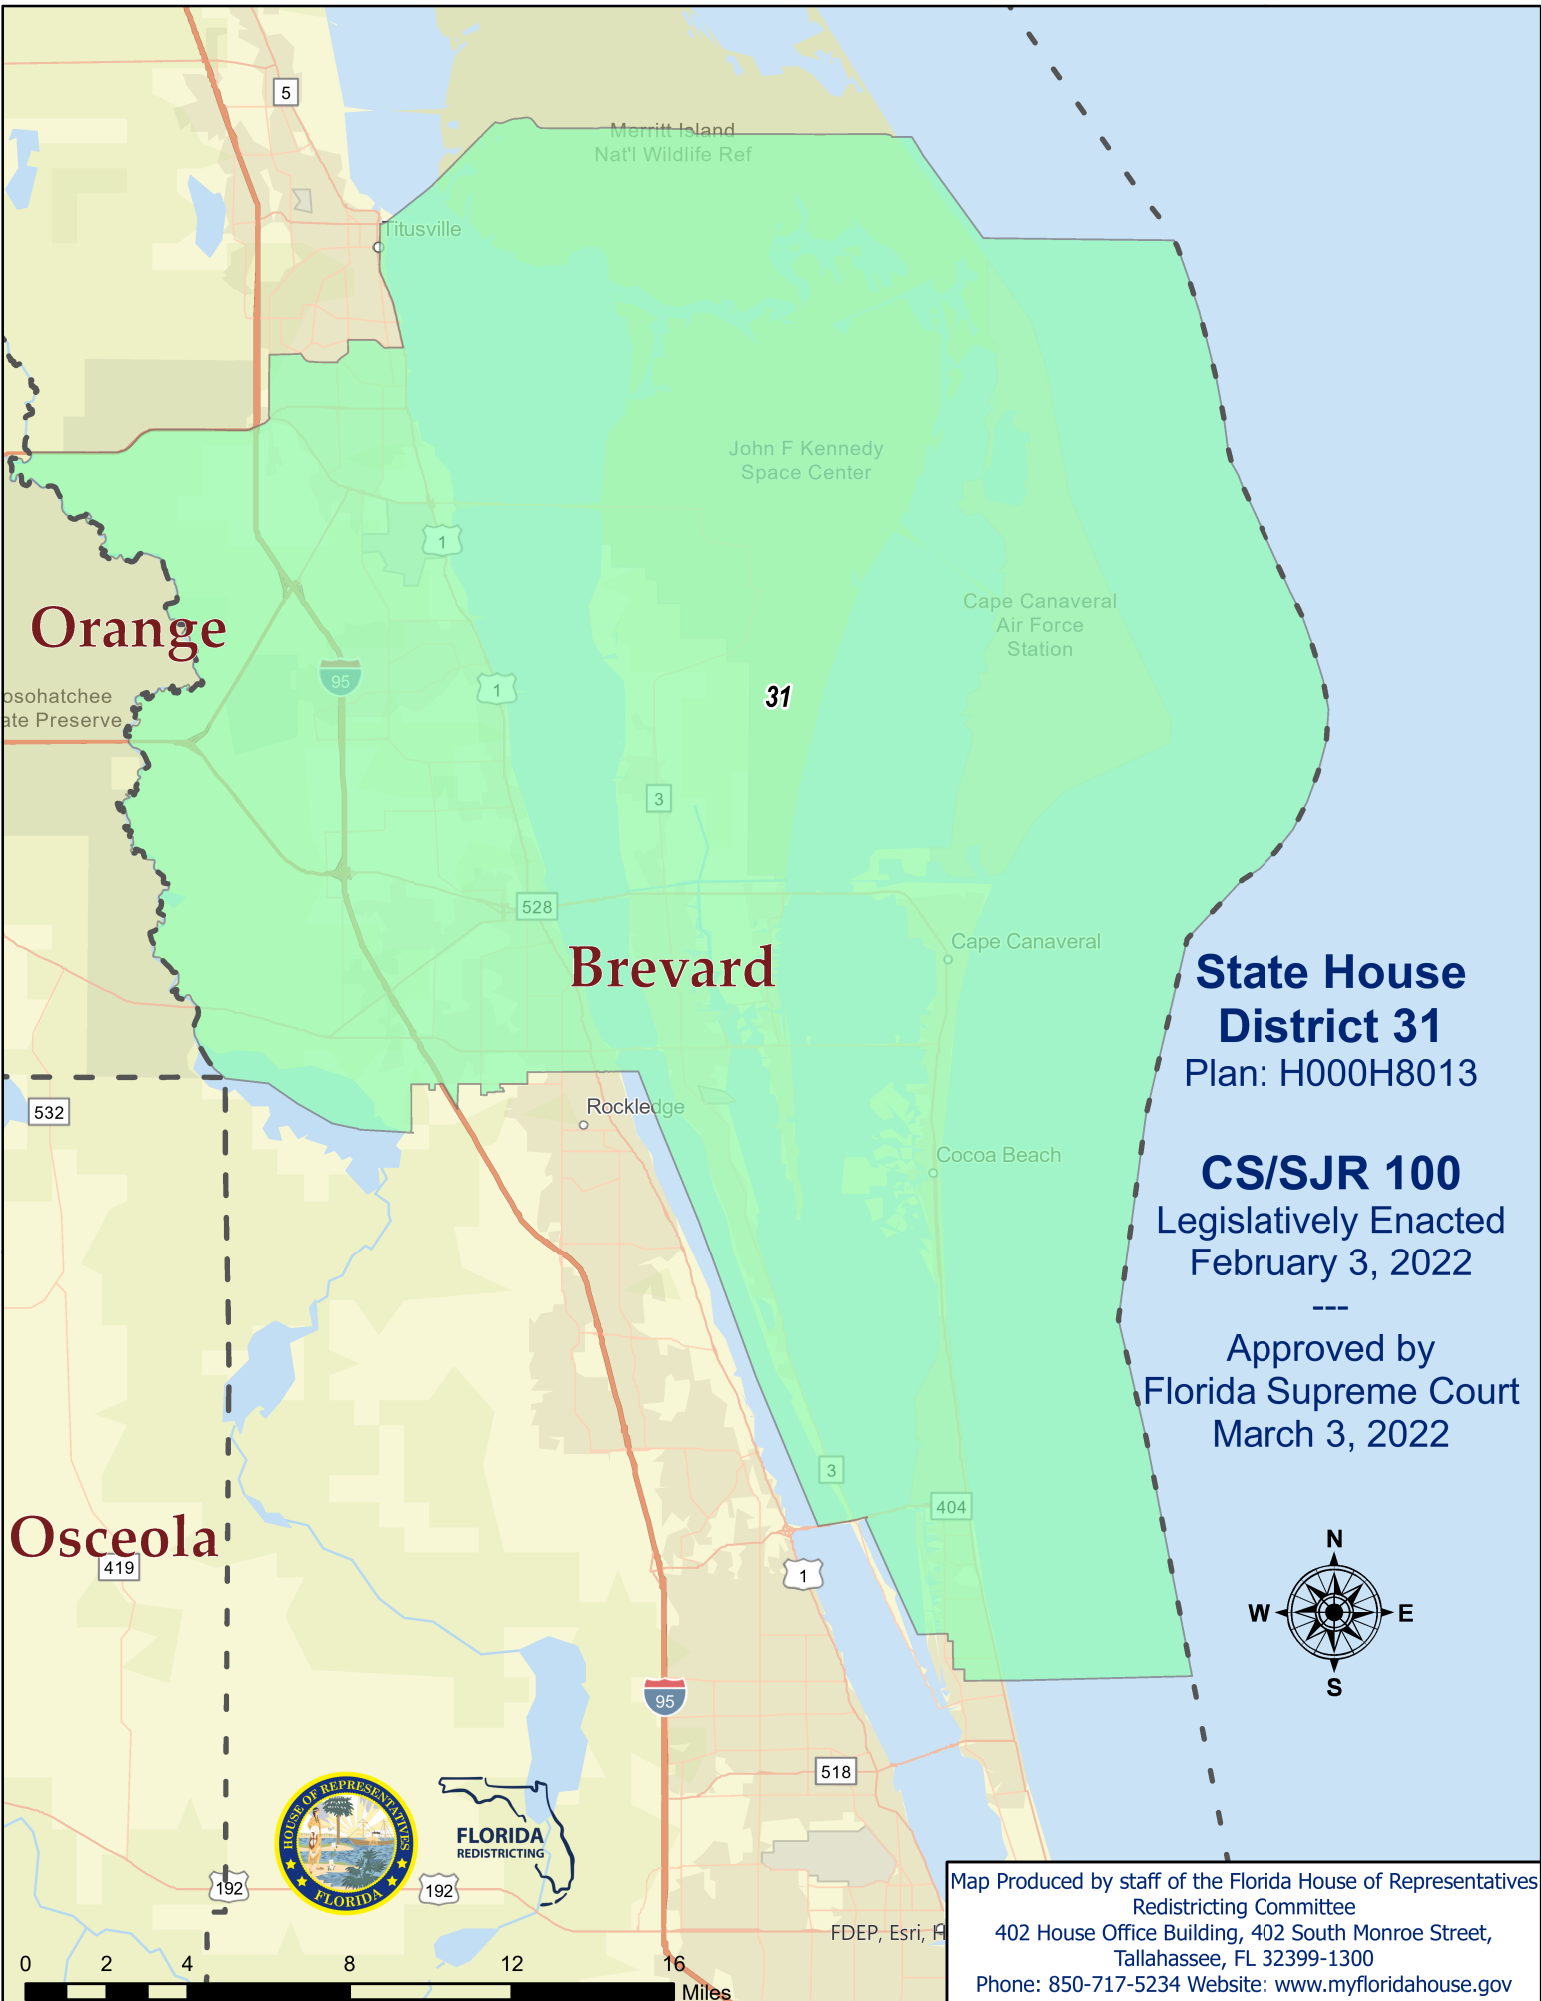 5
Merritt Island
Nat'l Wildlife Ref
Titusville
John F Kennedy
Space Center
1
Cape Canaveral
Air Force
Station
Orange
95
1
31
osohatchee
ate Preserve
3
528
Brevard
Cape Canaveral
State House
District 31
Plan: H000H8013
532
Rockledge
Cocoa Beach
CS/SJR 100
Legislatively Enacted
February 3, 2022
---
Approved by
Florida Supreme Court
March 3, 2022
3
404
Osceola
419
1
N
W E
S
95
518
HOUSE OF REPRESENTATIVES
FLORIDA
FLORIDA
REDISTRICTING
192
192
FDEP, Esri, H
Map Produced by staff of the Florida House of Representatives
Redistricting Committee
402 House Office Building, 402 South Monroe Street,
Tallahassee, FL 32399-1300
Phone: 850-717-5234 Website: www.myfloridahouse.gov
0 2 4 8 12 16
Miles